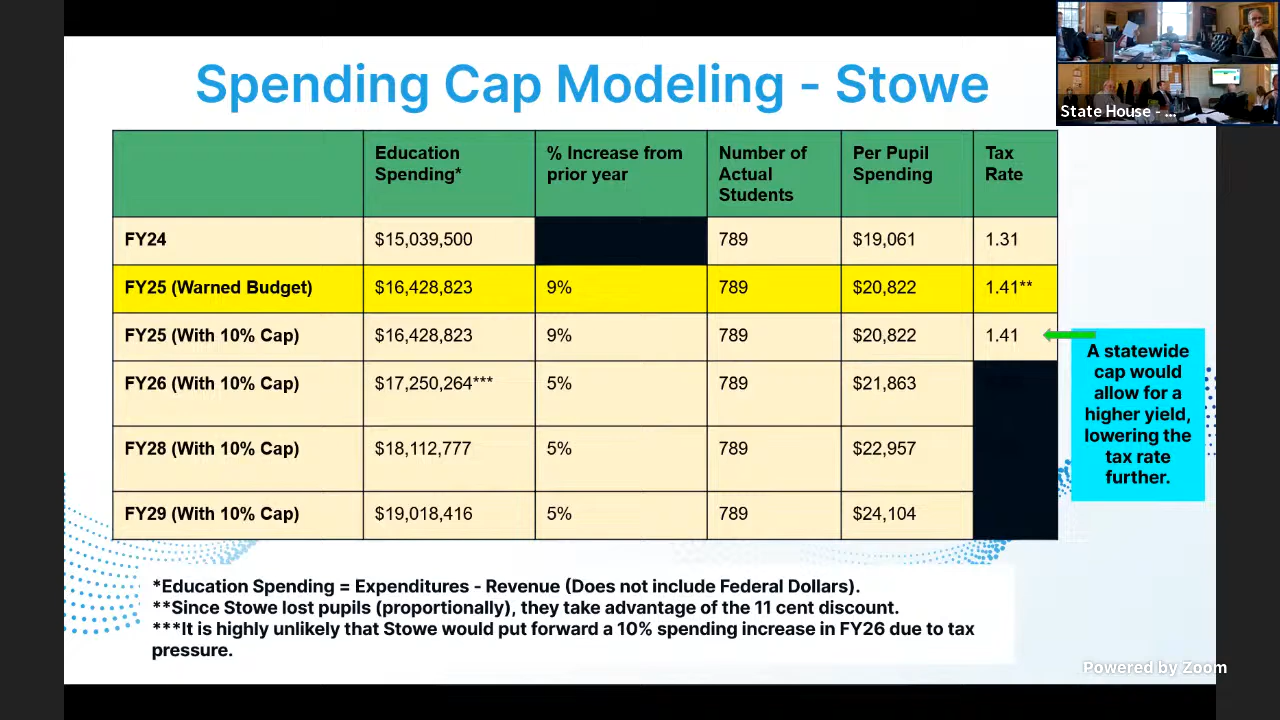 Spending Cap Modeling - Stowe
State House - ...
Education Spending* % Increase from prior year Number of Actual Students Per Pupil Spending Tax Rate
FY24 $15,039,500 789 $19,061 1.31
FY25 (Warned Budget) $16,428,823 9% 789 $20,822 1.41**
FY25 (With 10% Cap) $16,428,823 9% 789 $20,822 1.41
FY26 (With 10% Cap) $17,250,264*** 5% 789 $21,863
FY28 (With 10% Cap) $18,112,777 5% 789 $22,957
FY29 (With 10% Cap) $19,018,416 5% 789 $24,104
A statewide
cap would
allow for a
higher yield,
lowering the
tax rate
further.
*Education Spending = Expenditures - Revenue (Does not include Federal Dollars).
**Since Stowe lost pupils (proportionally), they take advantage of the 11 cent discount.
***It is highly unlikely that Stowe would put forward a 10% spending increase in FY26 due to tax
pressure.
Powered by Zoom